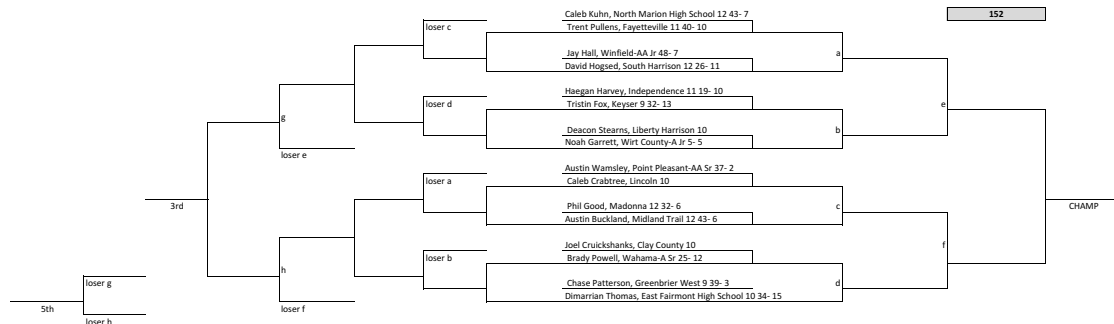 Caleb Kuhn, North Marion High School 12 43- 7
152
loser c
Trent Pullens, Fayetteville 11 40- 10
Jay Hall, Winfield-AA Jr 48- 7
a
David Hogsed, South Harrison 12 26- 11
Haegan Harvey, Independence 11 19- 10
loser d
Tristin Fox, Keyser 9 32- 13
e
g
Deacon Stearns, Liberty Harrison 10
b
Noah Garrett, Wirt County-A Jr 5- 5
loser e
Austin Wamsley, Point Pleasant-AA Sr 37- 2
loser a
Caleb Crabtree, Lincoln 10
3rd
Phil Good, Madonna 12 32- 6
c
CHAMP
Austin Buckland, Midland Trail 12 43- 6
Joel Cruickshanks, Clay County 10
f
loser b
Brady Powell, Wahama-A Sr 25- 12
h
loser g
Chase Patterson, Greenbrier West 9 39- 3
d
Dimarrian Thomas, East Fairmont High School 10 34- 15
5th
loser f
loser h